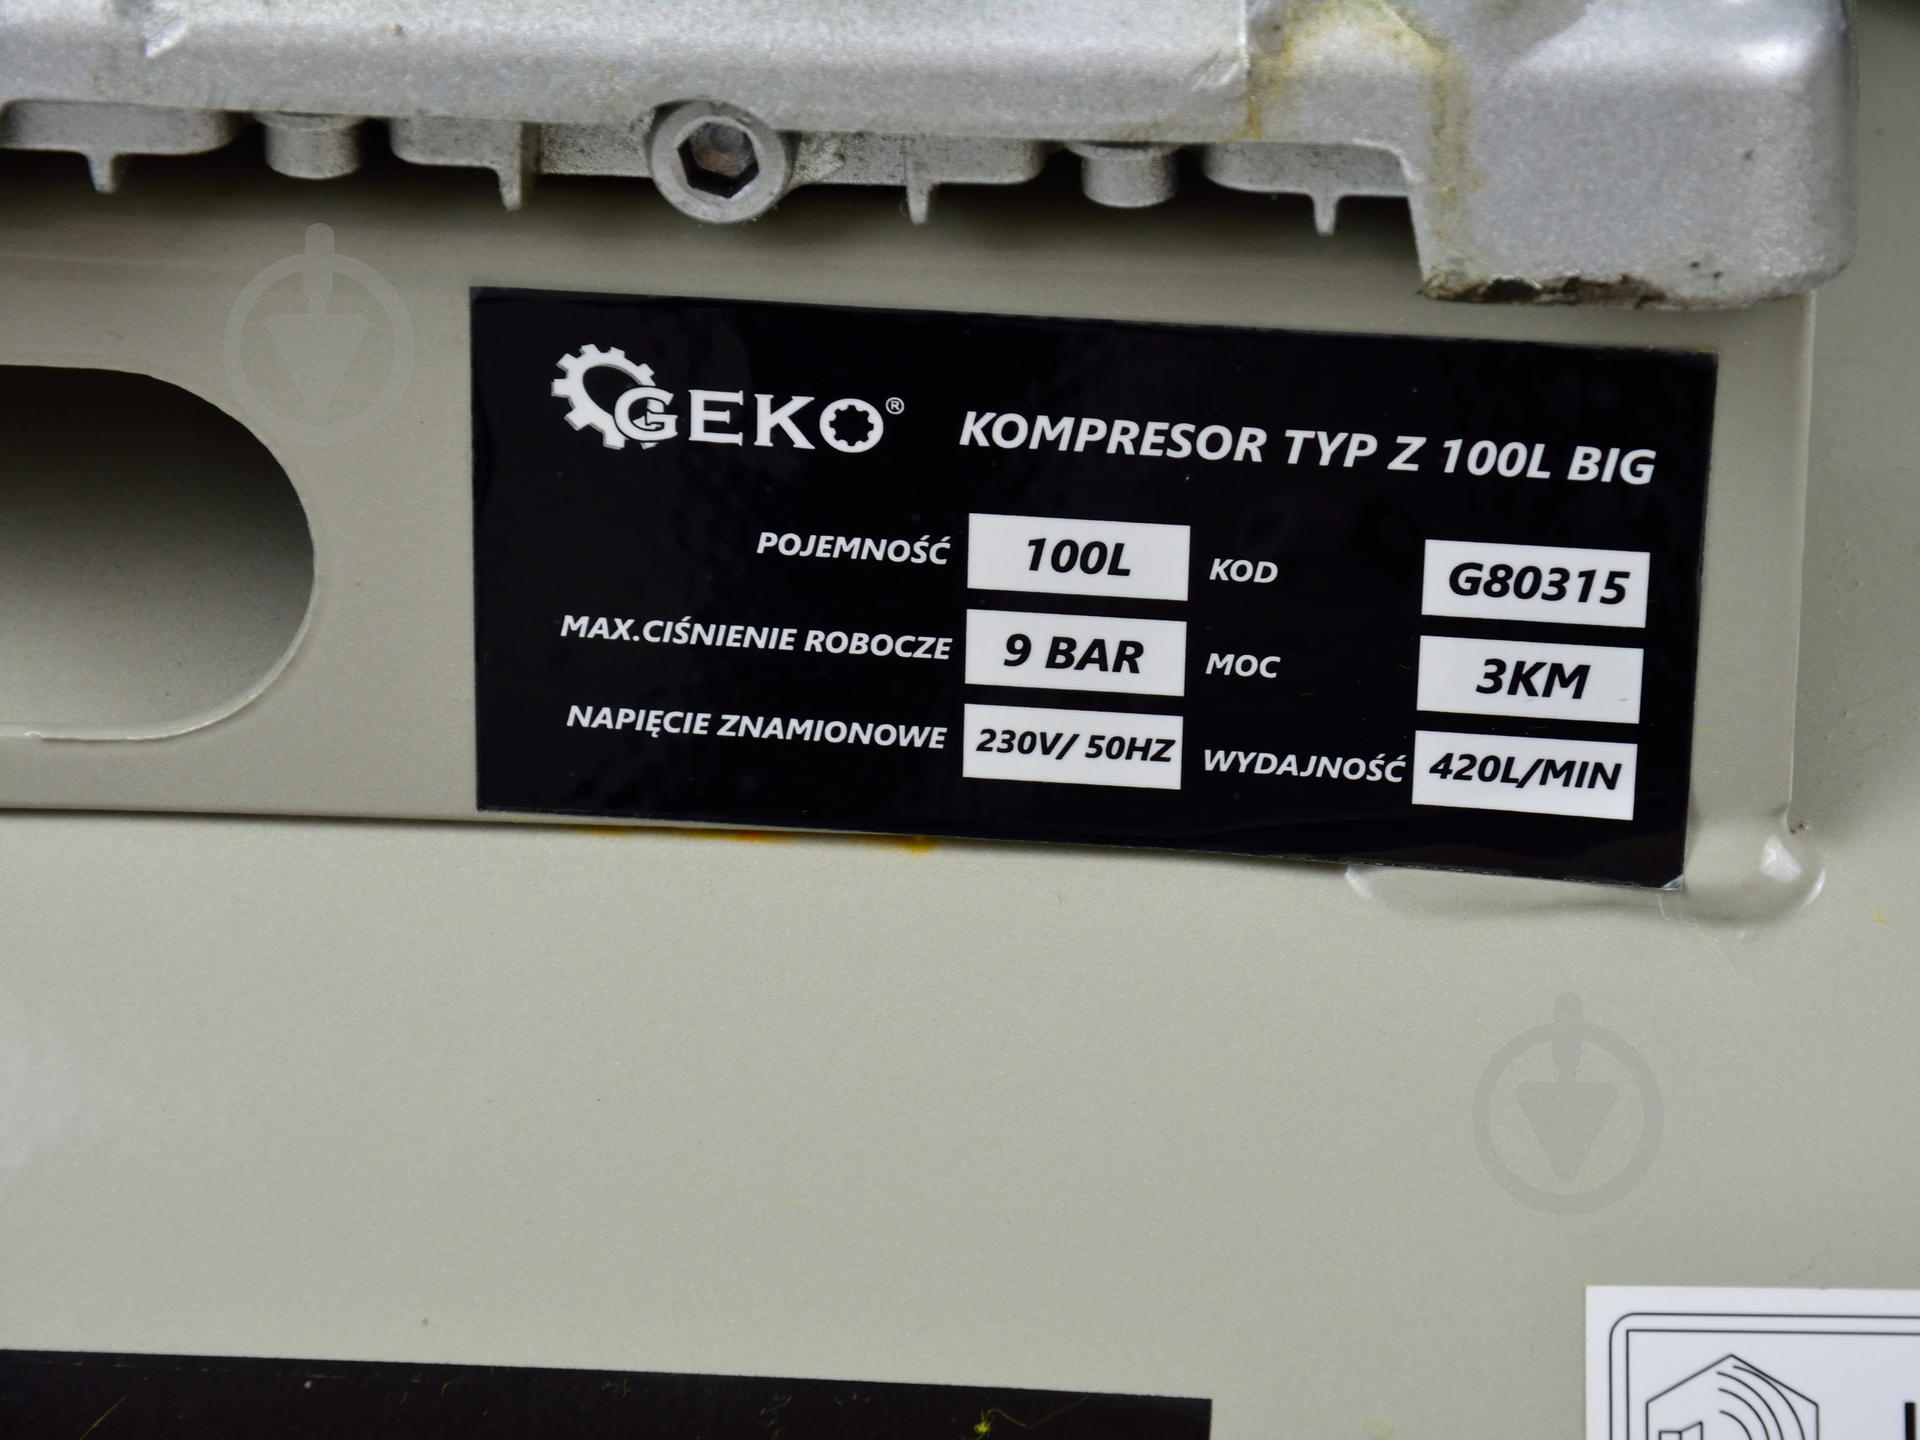 GEKO®
KOMPRESOR TYP Z 100L BIG
POJEMNOŚĆ 100L KOD G80315
MAX.CIŚNIENIE ROBOCZE 9 BAR MOC 3KM
NAPIĘCIE ZNAMIONOWE 230V/ 50HZ WYDAJNOŚĆ 420L/MIN